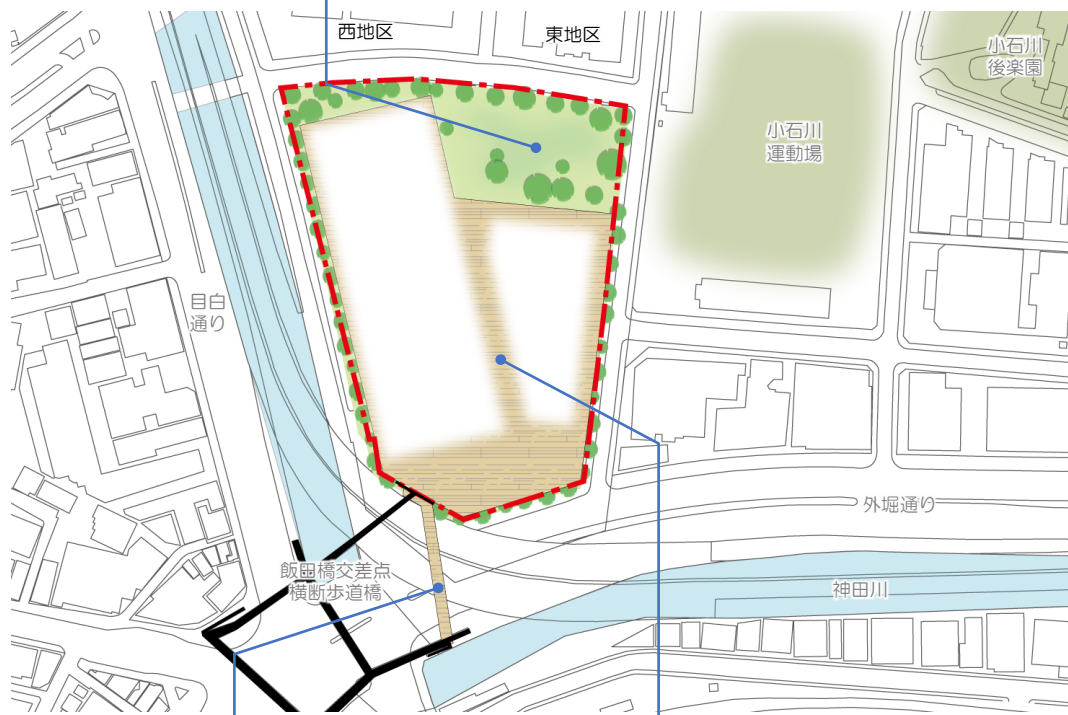 西地区
東地区
小石川
後楽園
小石川
運動場
目白
通り
外堀通り
飯田橋交差点
横断歩道橋
神田川